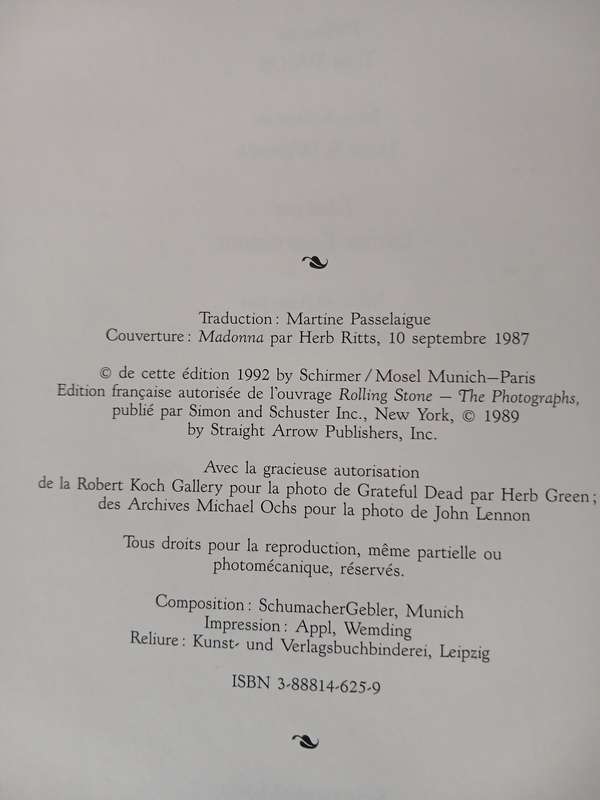 Traduction : Martine Passelaigue
Couverture : Madonna par Herb Ritts, 10 septembre 1987
© de cette édition 1992 by Schirmer / Mosel Munich—Paris
Edition française autorisée de l'ouvrage Rolling Stone — The Photographs,
publié par Simon and Schuster Inc., New York, © 1989
by Straight Arrow Publishers, Inc.
Avec la gracieuse autorisation
de la Robert Koch Gallery pour la photo de Grateful Dead par Herb Green ;
des Archives Michael Ochs pour la photo de John Lennon
Tous droits pour la reproduction, même partielle ou
photomécanique, réservés.
Composition : SchumacherGebler, Munich
Impression : Appl, Wemding
Reliure : Kunst- und Verlagsbuchbinderei, Leipzig
ISBN 3-88814-625-9